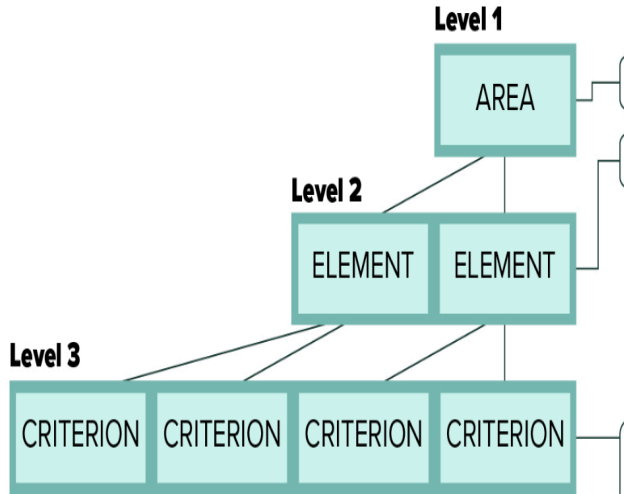 Level 1
AREA
Level 2
ELEMENT ELEMENT
Level 3
CRITERION CRITERION CRITERION CRITERION